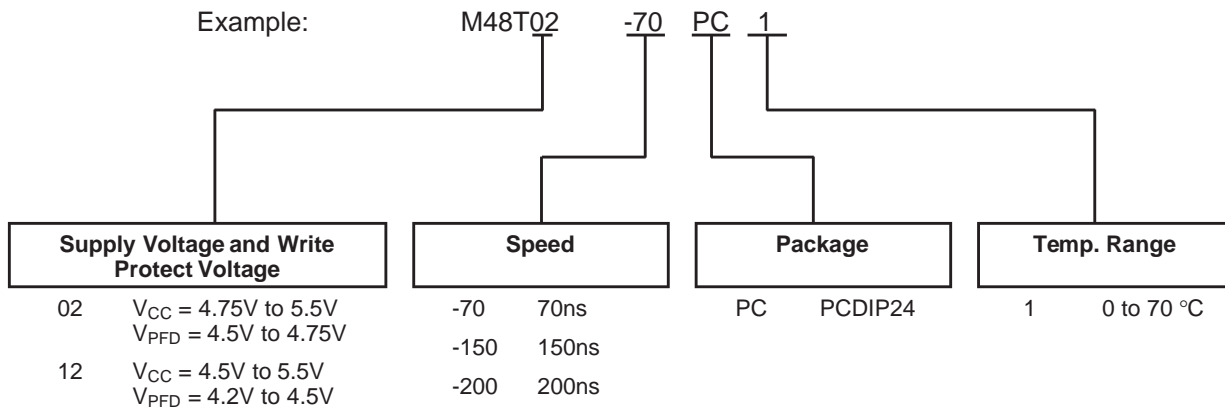 Example: M48T02 -70 PC 1
Supply Voltage and Write
Protect Voltage
Speed
Package
Temp. Range
02 VCC = 4.75V to 5.5V
VPFD = 4.5V to 4.75V
12 VCC = 4.5V to 5.5V
VPFD = 4.2V to 4.5V
-70 70ns
-150 150ns
-200 200ns
PC PCDIP24
1 0 to 70 °C